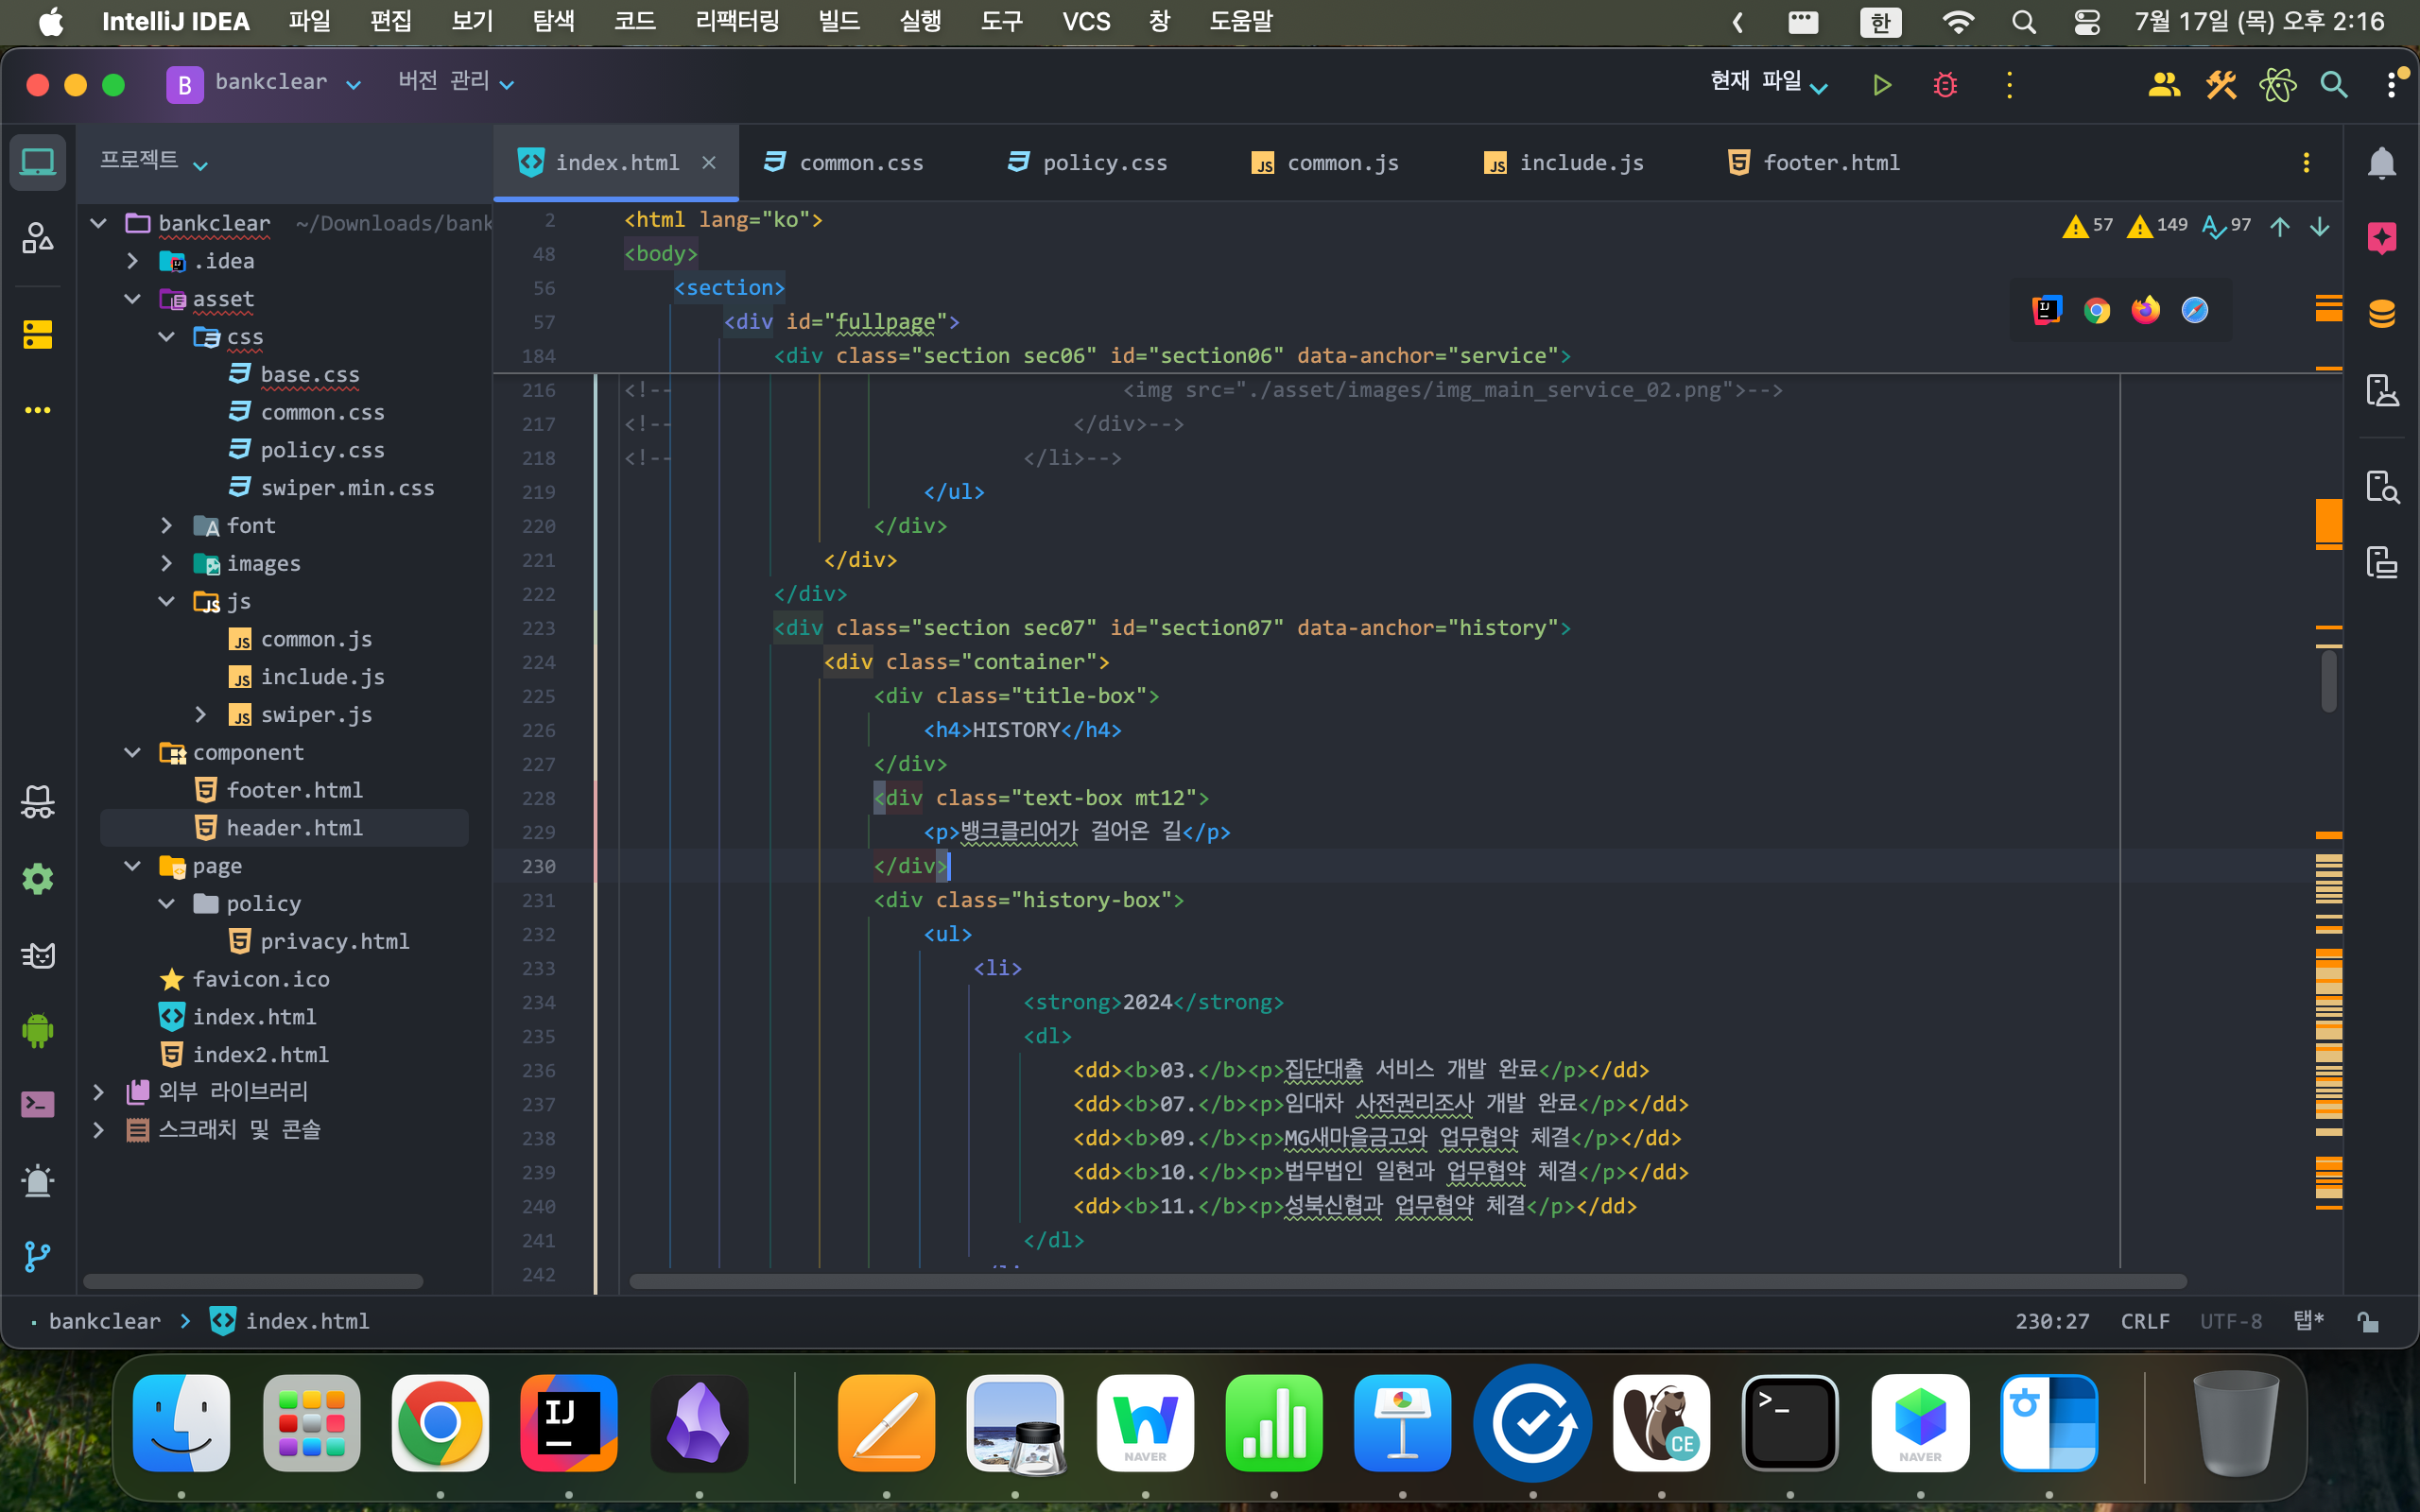 IntelliJ IDEA 파일 편집 보기 탐색 코드 리팩터링 빌드 실행 도구 VCS 창 도움말 한 7월 17일 (목) 오후 2:16
B bankclear 버전 관리 현재 파일
프로젝트
index.html common.css policy.css common.js include.js footer.html
bankclear ~/Downloads/bank
.idea
asset
css
base.css
common.css
policy.css
swiper.min.css
font
images
js
common.js
include.js
swiper.js
component
footer.html
header.html
page
policy
privacy.html
favicon.ico
index.html
index2.html
외부 라이브러리
스크래치 및 콘솔
57 149 97
2 <html lang="ko">
48 <body>
56 <section>
57 <div id="fullpage">
184 <div class="section sec06" id="section06" data-anchor="service">
216 <!-- <img src="./asset/images/img_main_service_02.png">-->
217 <!-- </div>-->
218 <!-- </li>-->
219 </ul>
220 </div>
221 </div>
222 </div>
223 <div class="section sec07" id="section07" data-anchor="history">
224 <div class="container">
225 <div class="title-box">
226 <h4>HISTORY</h4>
227 </div>
228 <div class="text-box mt12">
229 <p>뱅크클리어가 걸어온 길</p>
230 </div>
231 <div class="history-box">
232 <ul>
233 <li>
234 <strong>2024</strong>
235 <dl>
236 <dd><b>03.</b><p>집단대출 서비스 개발 완료</p></dd>
237 <dd><b>07.</b><p>임대차 사전권리조사 개발 완료</p></dd>
238 <dd><b>09.</b><p>MG새마을금고와 업무협약 체결</p></dd>
239 <dd><b>10.</b><p>법무법인 일현과 업무협약 체결</p></dd>
240 <dd><b>11.</b><p>성북신협과 업무협약 체결</p></dd>
241 </dl>
242
bankclear index.html 230:27 CRLF UTF-8 탭*
IJ
NAVER
CE
>_
NAVER